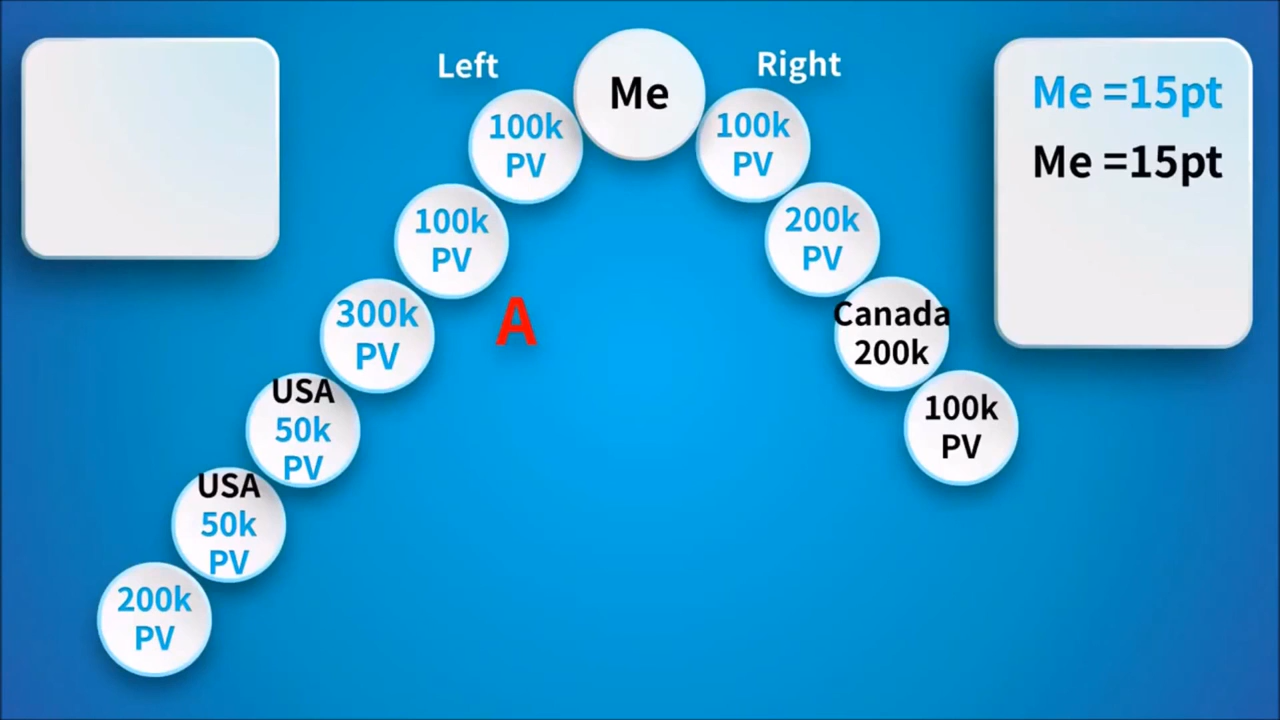 Left
Me
Right
100k
PV
100k
PV
300k
PV
A
USA
50k
PV
USA
50k
PV
200k
PV
100k
PV
200k
PV
Canada
200k
100k
PV
Me =15pt
Me =15pt